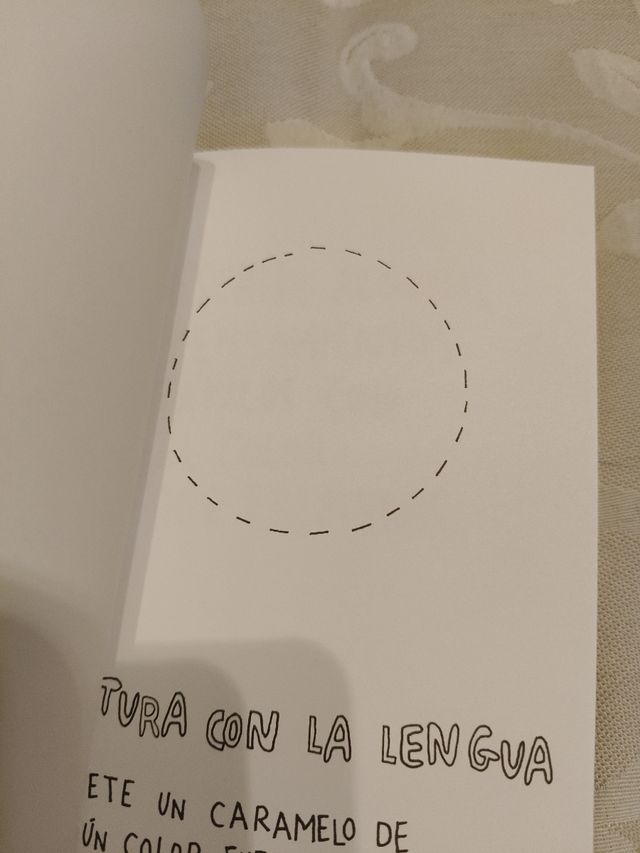 TURA CON LA LENGUA
ETE UN CARAMELO DE
ÚN COLOR